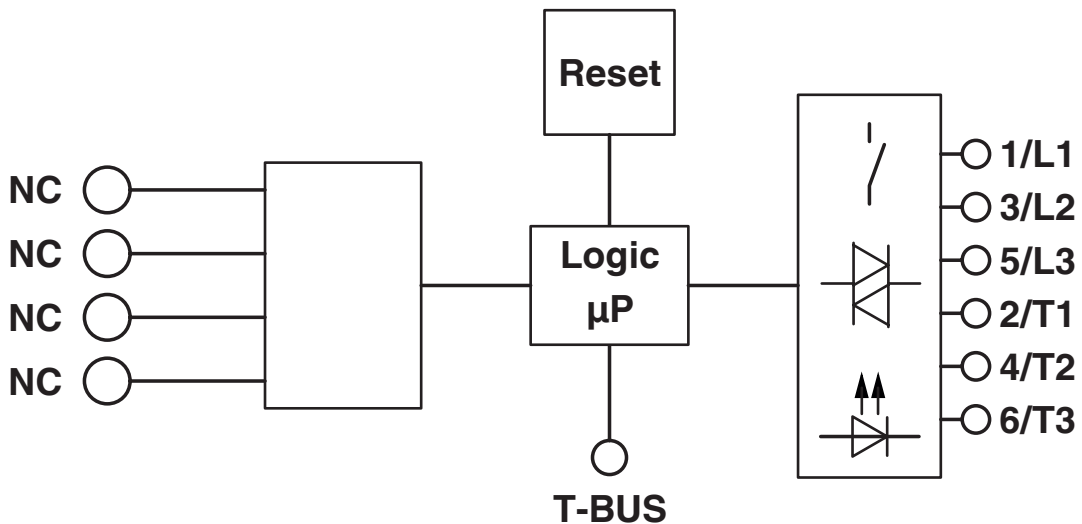 Reset
NC
NC
NC
NC
Logic
µP
T-BUS
1/L1
3/L2
5/L3
2/T1
4/T2
6/T3